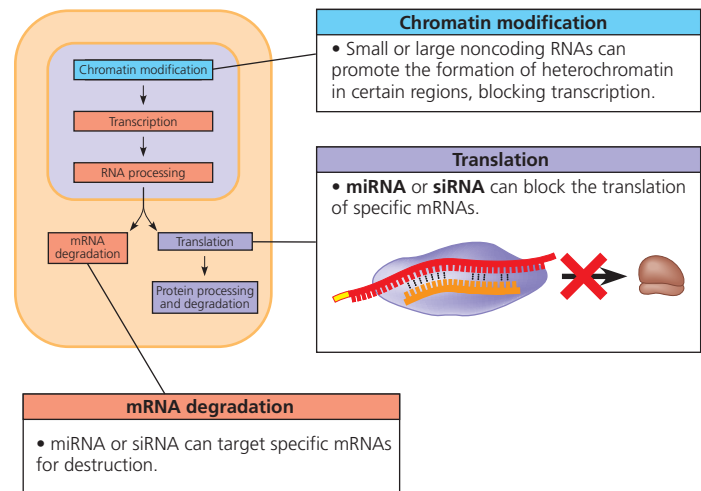 Chromatin modification
• Small or large noncoding RNAs can
promote the formation of heterochromatin
in certain regions, blocking transcription.
Chromatin modification
Transcription
RNA processing
mRNA
degradation
Translation
Protein processing
and degradation
Translation
• miRNA or siRNA can block the translation
of specific mRNAs.
mRNA degradation
• miRNA or siRNA can target specific mRNAs
for destruction.